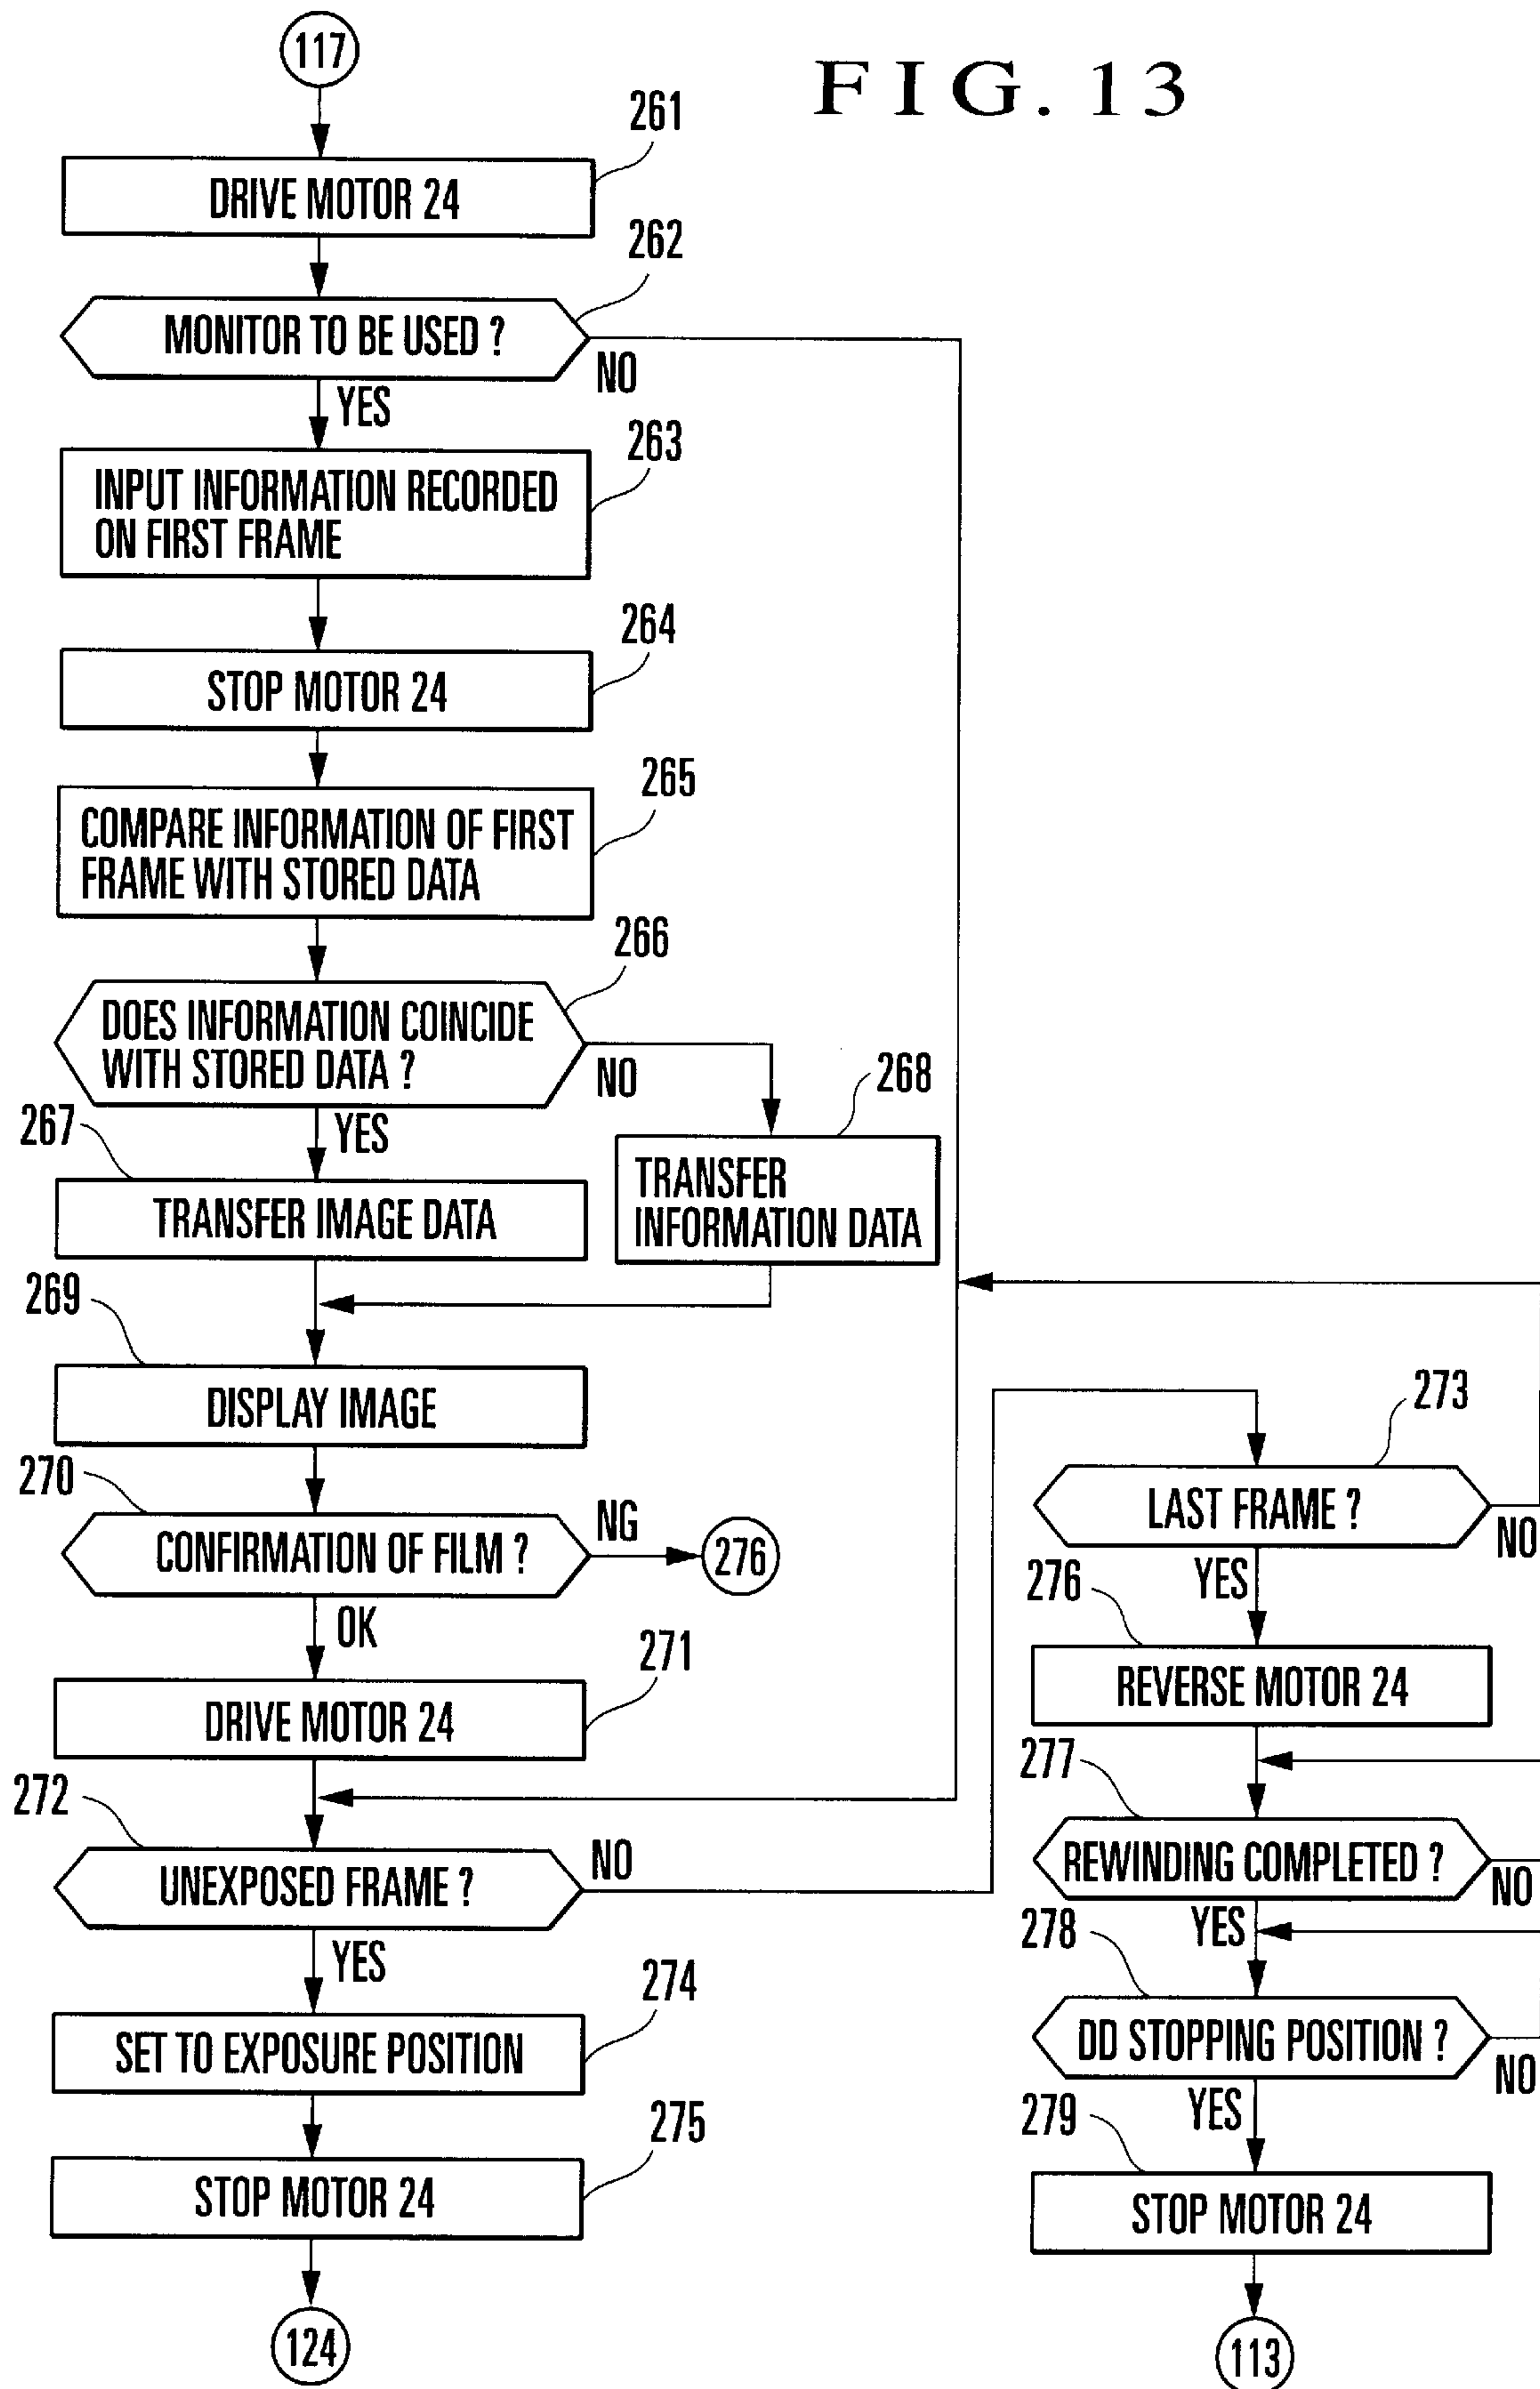 FIG. 13
117
261
DRIVE MOTOR 24
262
MONITOR TO BE USED ?
NO
YES
263
INPUT INFORMATION RECORDED
ON FIRST FRAME
264
STOP MOTOR 24
265
COMPARE INFORMATION OF FIRST
FRAME WITH STORED DATA
266
DOES INFORMATION COINCIDE
WITH STORED DATA ?
NO
YES
267
TRANSFER IMAGE DATA
268
TRANSFER
INFORMATION DATA
269
DISPLAY IMAGE
270
CONFIRMATION OF FILM ?
NG
276
OK
271
DRIVE MOTOR 24
272
UNEXPOSED FRAME ?
NO
YES
274
SET TO EXPOSURE POSITION
275
STOP MOTOR 24
124
273
LAST FRAME ?
NO
YES
276
REVERSE MOTOR 24
277
REWINDING COMPLETED ?
NO
YES
278
DD STOPPING POSITION ?
NO
YES
279
STOP MOTOR 24
113